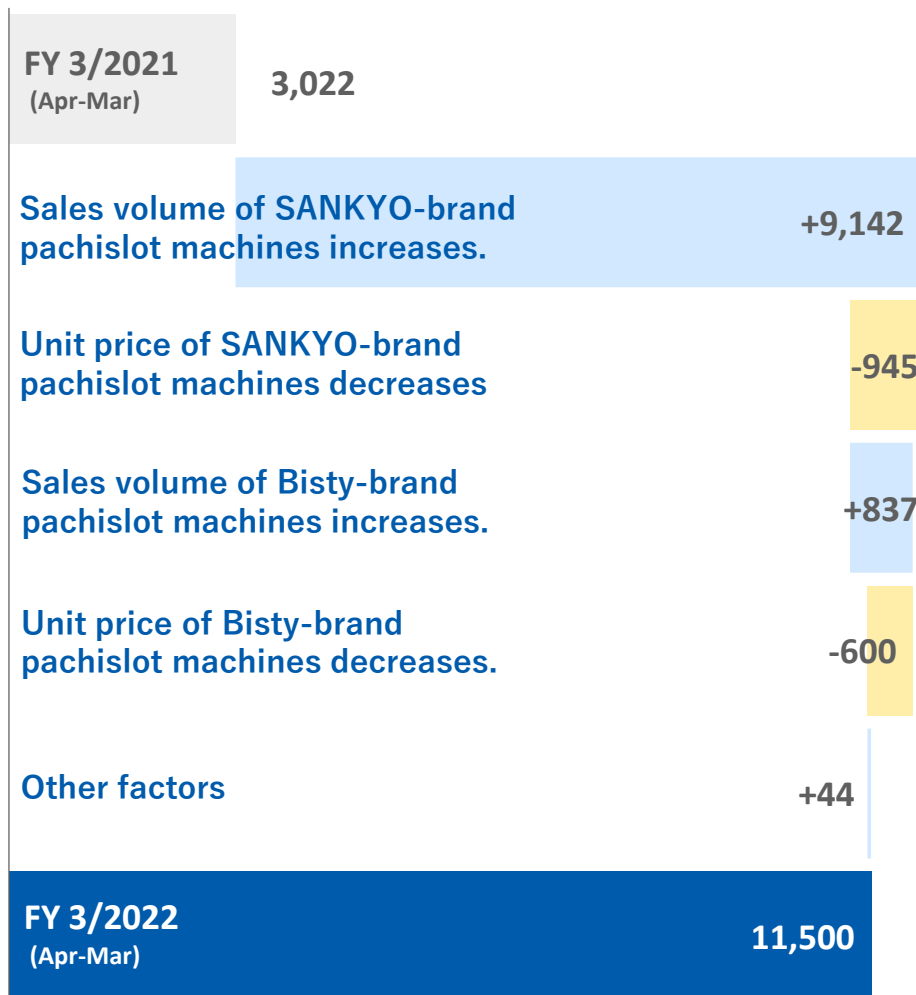 FY 3/2021
(Apr-Mar)
3,022
Sales volume of SANKYO-brand
pachislot machines increases.
+9,142
Unit price of SANKYO-brand
pachislot machines decreases
-945
Sales volume of Bisty-brand
pachislot machines increases.
+837
Unit price of Bisty-brand
pachislot machines decreases.
-600
Other factors
+44
FY 3/2022
(Apr-Mar)
11,500